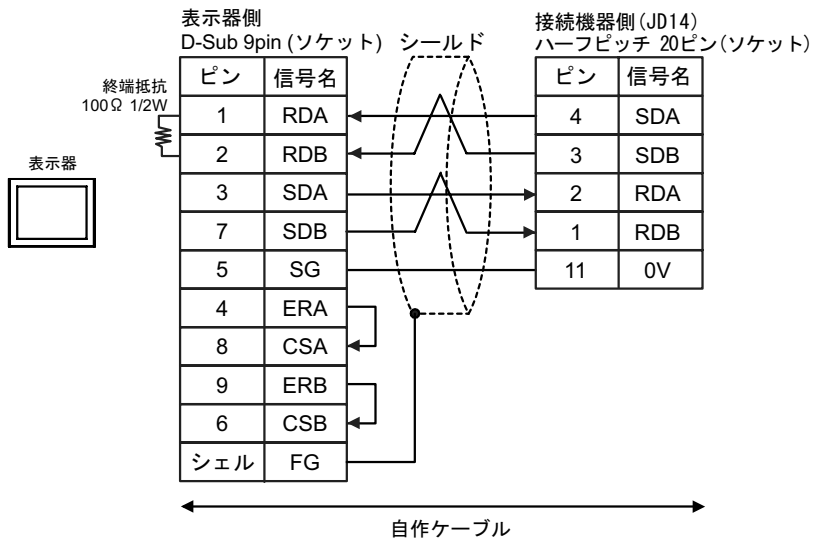 表示器側
D-Sub 9pin (ソケット)
シールド
接続機器側(JD14)
ハーフピッチ 20ピン(ソケット)
終端抵抗
100Ω 1/2W
表示器
ピン 信号名
1 RDA
2 RDB
3 SDA
7 SDB
5 SG
4 ERA
8 CSA
9 ERB
6 CSB
シェル FG
ピン 信号名
4 SDA
3 SDB
2 RDA
1 RDB
11 0V
自作ケーブル